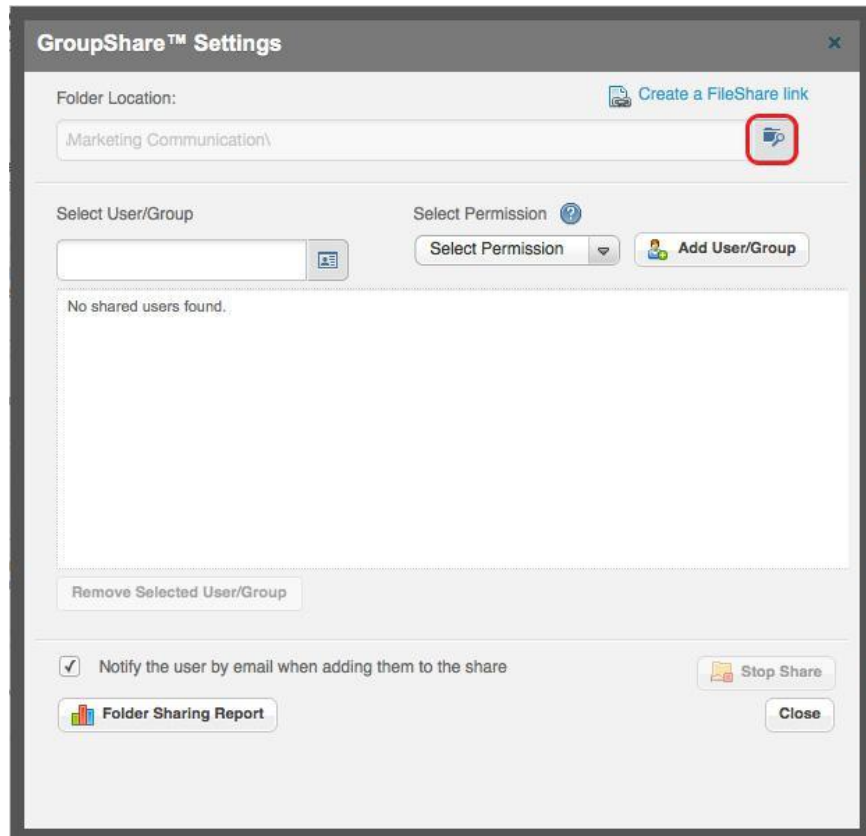 GroupShare™ Settings
Folder Location:
Create a FileShare link
.Marketing Communication\
Select User/Group
Select Permission
Select Permission
Add User/Group
No shared users found.
Remove Selected User/Group
Notify the user by email when adding them to the share
Stop Share
Folder Sharing Report
Close